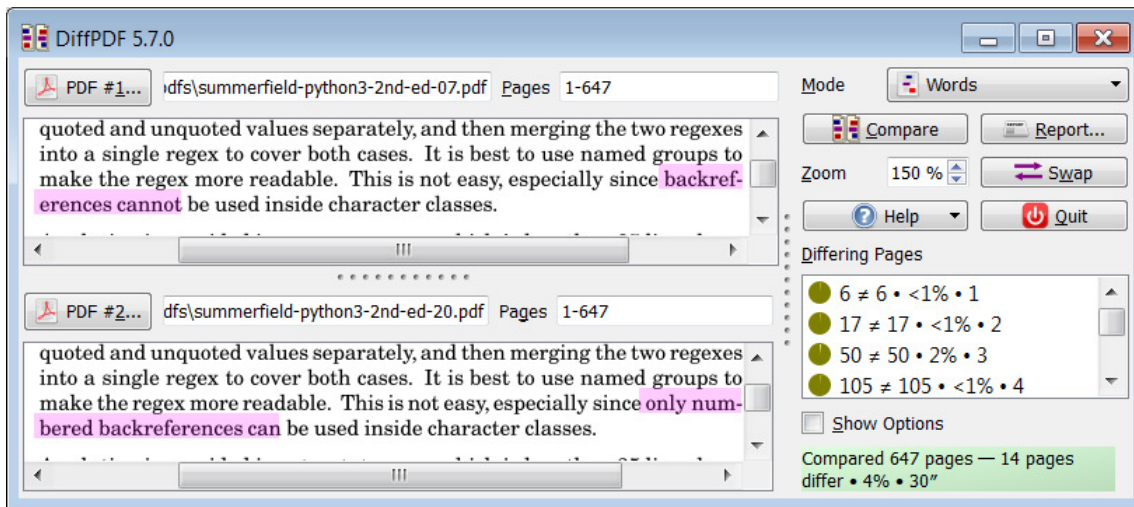 DiffPDF 5.7.0
PDF #1... pdfs\summerfield-python3-2nd-ed-07.pdf Pages 1-647
quoted and unquoted values separately, and then merging the two regexes
into a single regex to cover both cases. It is best to use named groups to
make the regex more readable. This is not easy, especially since backref-
erences cannot be used inside character classes.
PDF #2... dfs\summerfield-python3-2nd-ed-20.pdf Pages 1-647
quoted and unquoted values separately, and then merging the two regexes
into a single regex to cover both cases. It is best to use named groups to
make the regex more readable. This is not easy, especially since only num-
bered backreferences can be used inside character classes.
Mode Words
Compare Report...
Zoom 150 % Swap
Help Quit
Differing Pages
6 ≠ 6 • <1% • 1
17 ≠ 17 • <1% • 2
50 ≠ 50 • 2% • 3
105 ≠ 105 • <1% • 4
Show Options
Compared 647 pages — 14 pages
differ • 4% • 30″